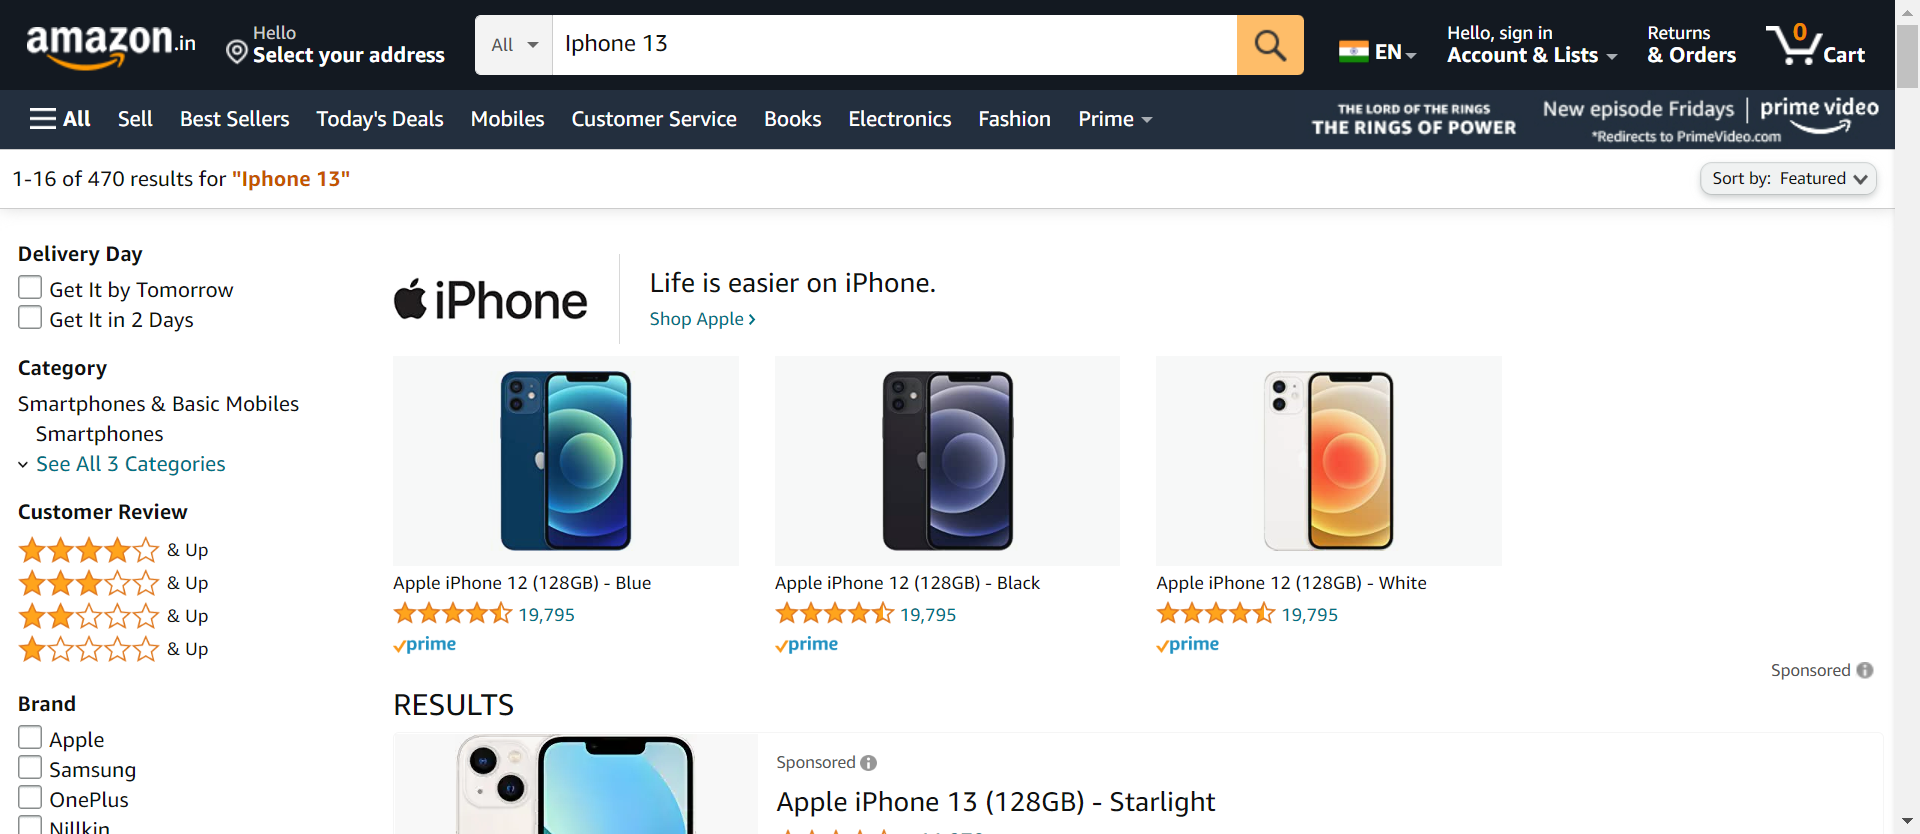 amazon.in
Hello
Select your address
All
Iphone 13
EN
Hello, sign in
Account & Lists
Returns
& Orders
0
Cart
All
Sell
Best Sellers
Today's Deals
Mobiles
Customer Service
Books
Electronics
Fashion
Prime
THE LORD OF THE RINGS
THE RINGS OF POWER
New episode Fridays
prime video
*Redirects to PrimeVideo.com
1-16 of 470 results for "Iphone 13"
Sort by: Featured
Delivery Day
Get It by Tomorrow
Get It in 2 Days
Category
Smartphones & Basic Mobiles
Smartphones
See All 3 Categories
Customer Review
& Up
& Up
& Up
& Up
Brand
Apple
Samsung
OnePlus
Nillkin
iPhone
Life is easier on iPhone.
Shop Apple ›
Apple iPhone 12 (128GB) - Blue
19,795
prime
Apple iPhone 12 (128GB) - Black
19,795
prime
Apple iPhone 12 (128GB) - White
19,795
prime
Sponsored
RESULTS
Sponsored
Apple iPhone 13 (128GB) - Starlight